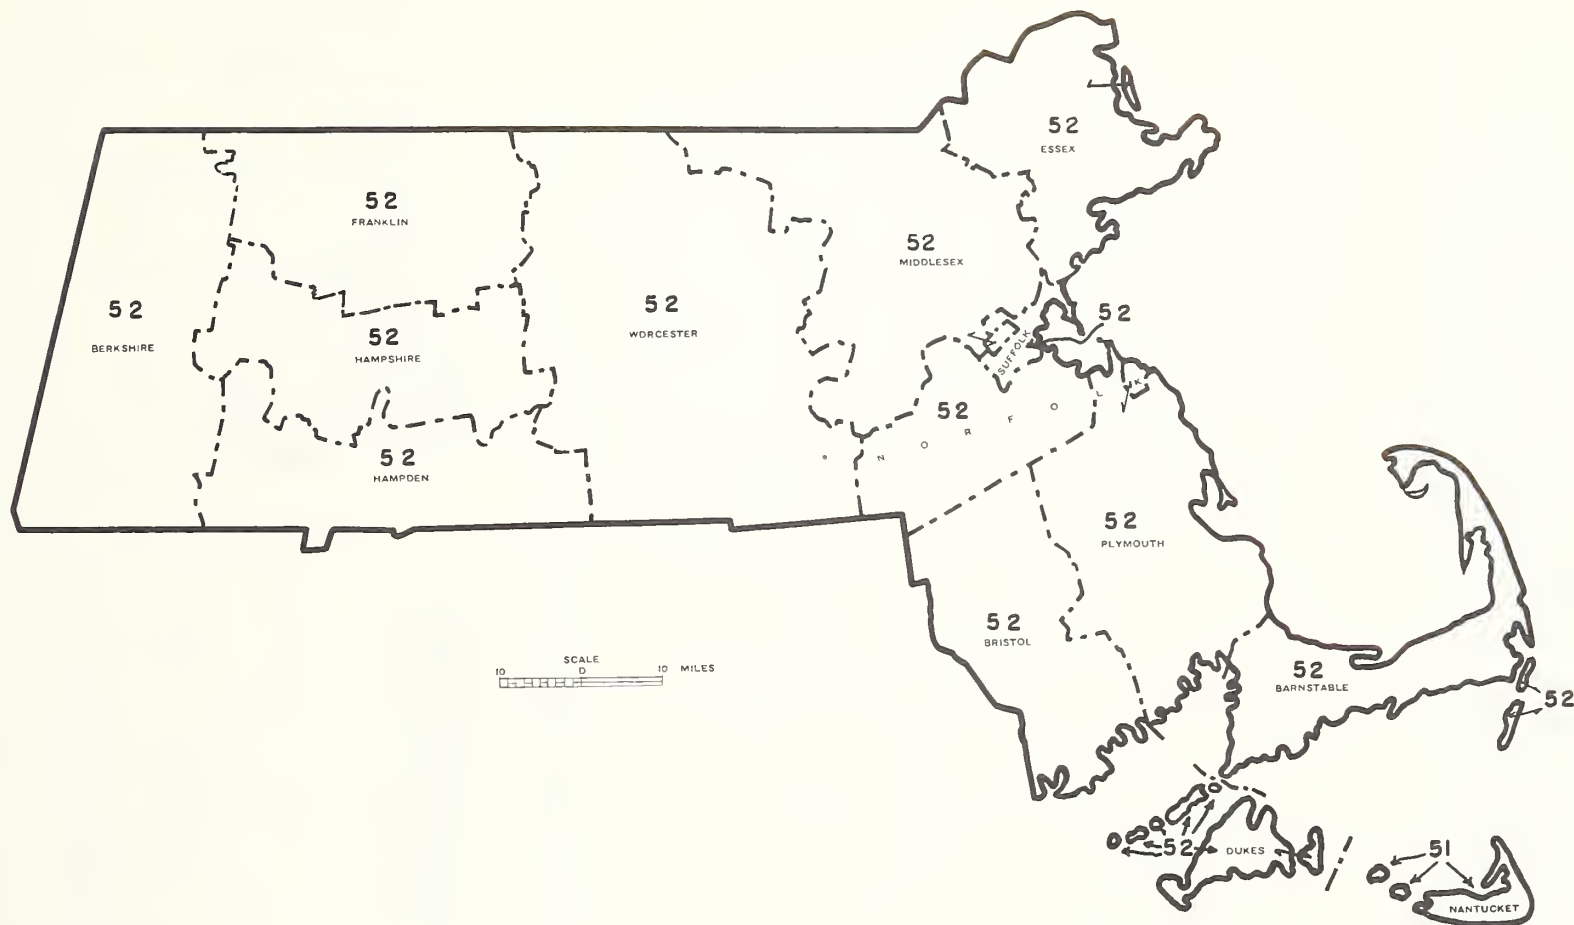 52
ESSEX
52
FRANKLIN
52
MIDDLESEX
52
BERKSHIRE
52
HAMPSHIRE
52
WORCESTER
52
SUFFOLK
52
NORFOLK
52
HAMPDEN
52
PLYMOUTH
52
BRISTOL
SCALE
10 0 10 MILES
52
BARNSTABLE
52
52
DUKES
51
NANTUCKET